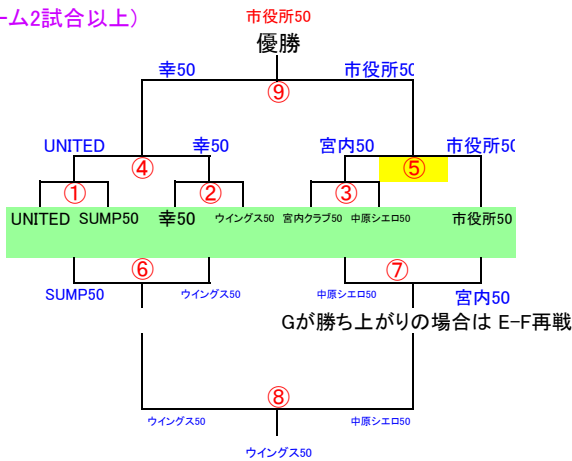 ーム2試合以上)
市役所50
優勝
幸50 市役所50
⑨
UNITED 幸50 宮内50 市役所50
④ ⑤
① ② ③
UNITED SUMP50 幸50 ウイングス50 宮内クラブ50 中原シエロ50 市役所50
⑥ ⑦
SUMP50 ウイングス50 中原シエロ50 宮内50
Gが勝ち上がりの場合は E-F再戦
⑧
ウイングス50 中原シエロ50
ウイングス50